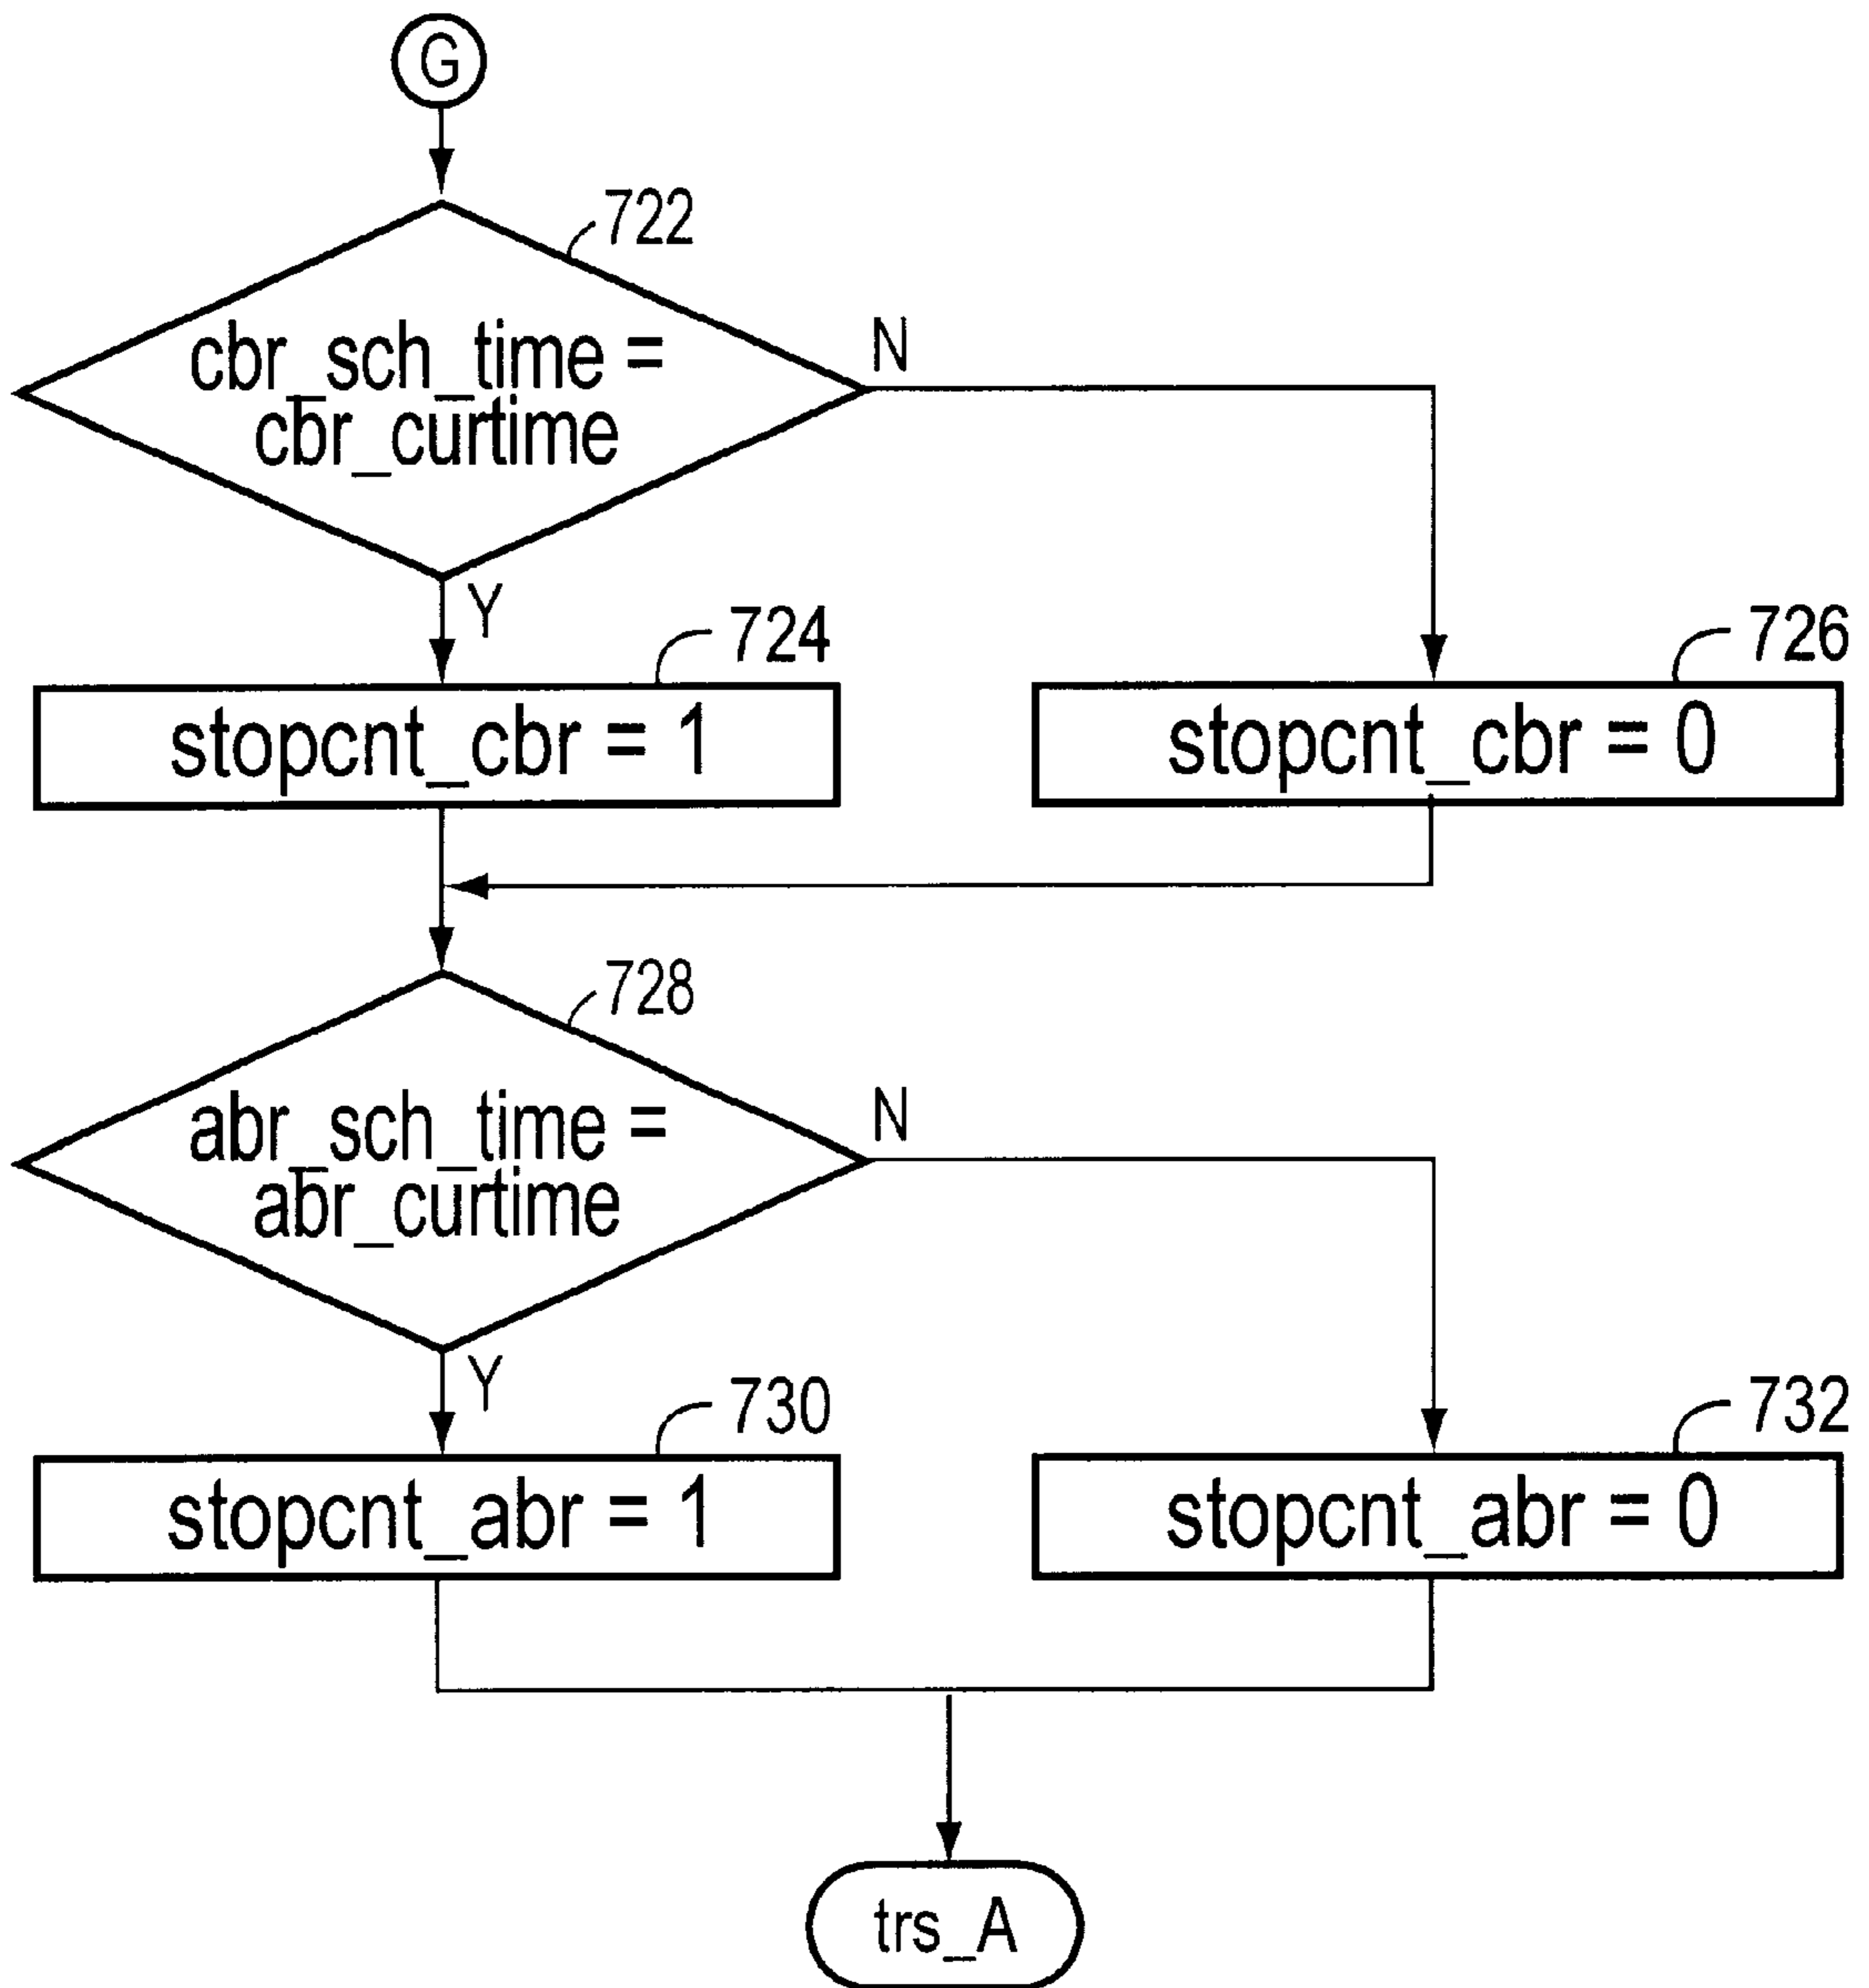 G
722
cbr_sch_time =
cbr_curtime
N
Y
724
726
stopcnt_cbr = 1
stopcnt_cbr = 0
728
abr_sch_time =
abr_curtime
N
Y
730
732
stopcnt_abr = 1
stopcnt_abr = 0
trs_A